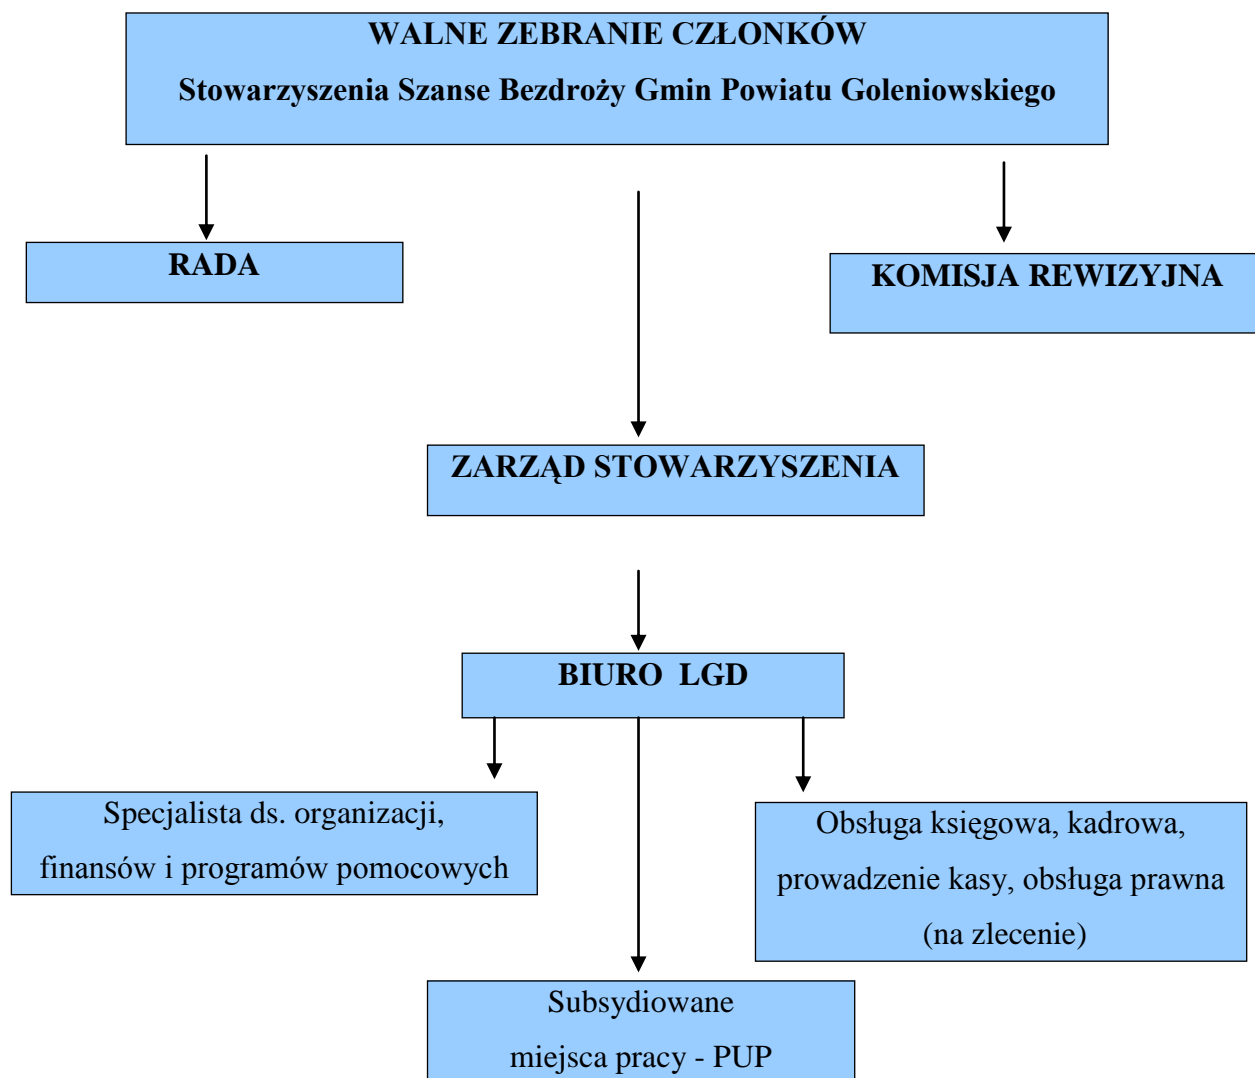 WALNE ZEBRANIE CZŁONKÓW
Stowarzyszenia Szanse Bezdroży Gmin Powiatu Goleniowskiego
RADA
KOMISJA REWIZYJNA
ZARZĄD STOWARZYSZENIA
BIURO LGD
Specjalista ds. organizacji,
finansów i programów pomocowych
Obsługa księgowa, kadrowa,
prowadzenie kasy, obsługa prawna
(na zlecenie)
Subsydiowane
miejsca pracy - PUP